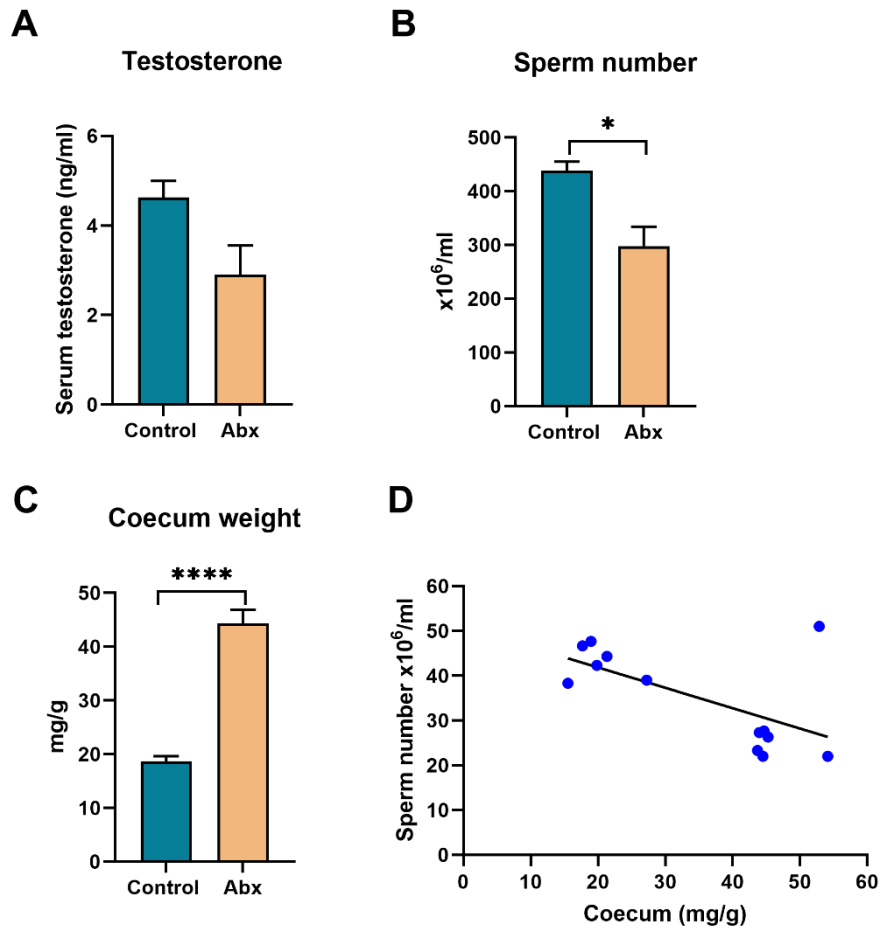 A
Testosterone
Serum testosterone (ng/ml)
6
4
2
0
Control Abx
B
Sperm number
*
x10⁶/ml
500
400
300
200
100
0
Control Abx
C
Coecum weight
****
mg/g
50
40
30
20
10
0
Control Abx
D
Sperm number x10⁶/ml
60
50
40
30
20
10
0
0 10 20 30 40 50 60
Coecum (mg/g)